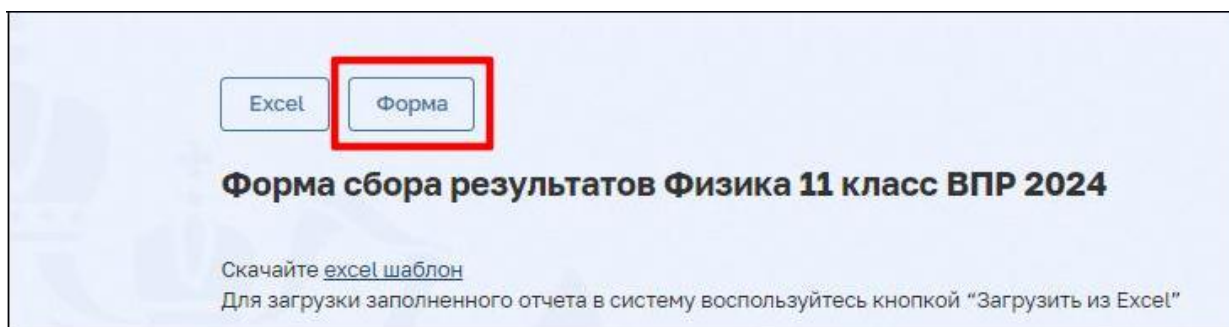 Excel Форма
Форма сбора результатов Физика 11 класс ВПР 2024
Скачайте excel шаблон
Для загрузки заполненного отчета в систему воспользуйтесь кнопкой “Загрузить из Excel”